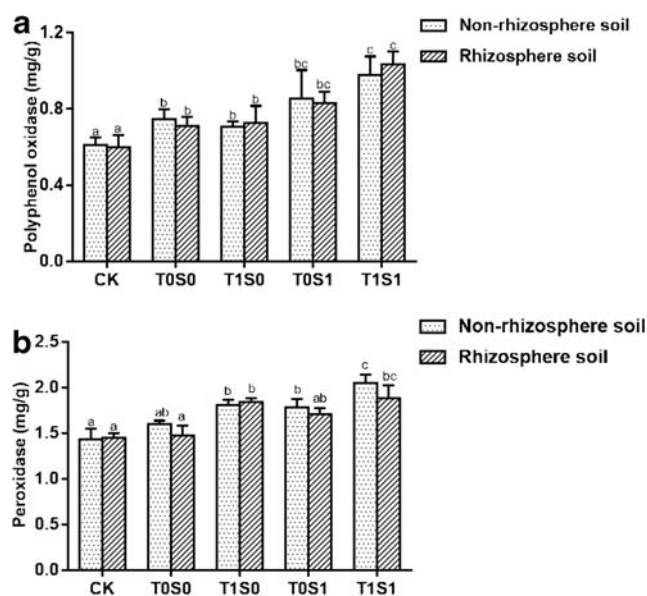 a
Non-rhizosphere soil
Rhizosphere soil
Polyphenol oxidase (mg/g)
1.2
0.8
0.4
0.0
a a b b b b bc bc c c
CK T0S0 T1S0 T0S1 T1S1
b
Non-rhizosphere soil
Rhizosphere soil
Peroxidase (mg/g)
2.5
2.0
1.5
1.0
0.5
0.0
a a ab a b b b ab c bc
CK T0S0 T1S0 T0S1 T1S1